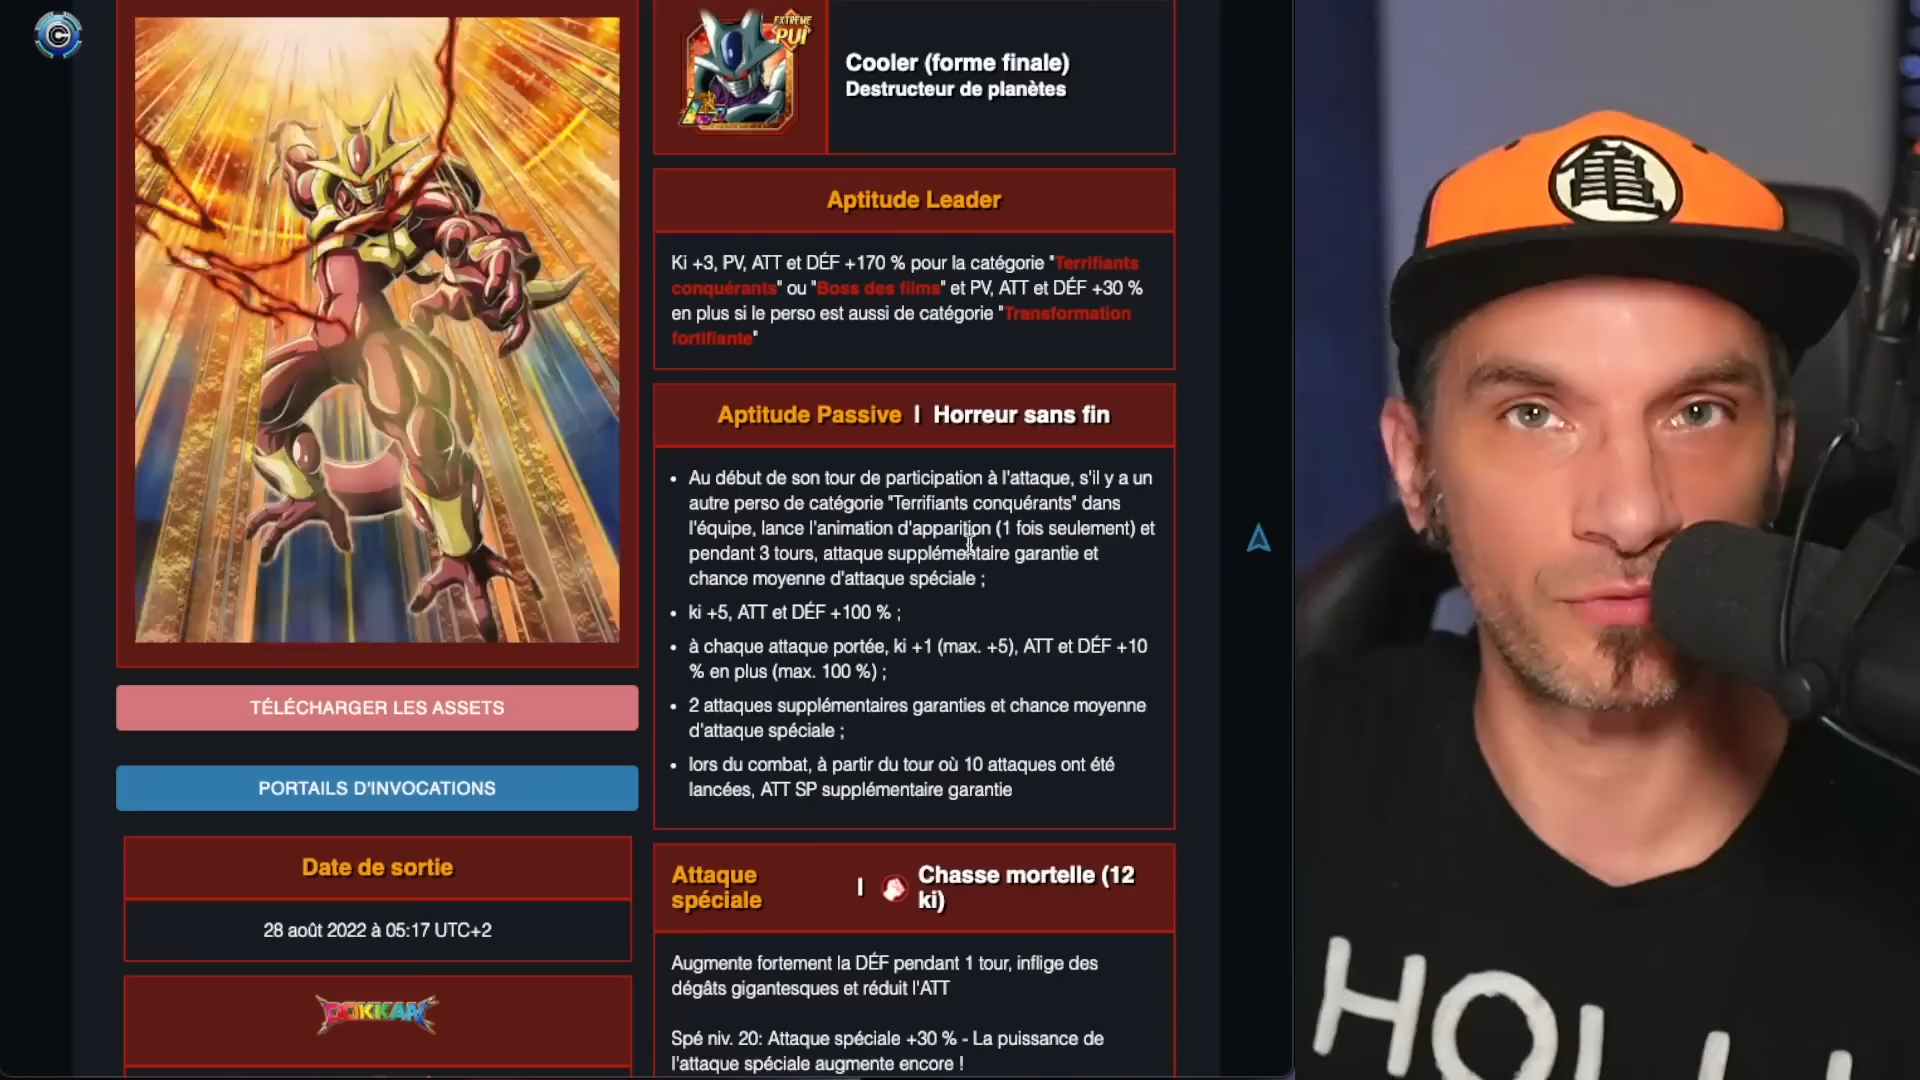 EXTRÊME
PUI
Cooler (forme finale)
Destructeur de planètes
Aptitude Leader
Ki +3, PV, ATT et DÉF +170 % pour la catégorie "Terrifiants
conquérants" ou "Boss des films" et PV, ATT et DÉF +30 %
en plus si le perso est aussi de catégorie "Transformation
fortifiante"
Aptitude Passive | Horreur sans fin
• Au début de son tour de participation à l'attaque, s'il y a un
autre perso de catégorie "Terrifiants conquérants" dans
l'équipe, lance l'animation d'apparition (1 fois seulement) et
pendant 3 tours, attaque supplémentaire garantie et
chance moyenne d'attaque spéciale ;
• ki +5, ATT et DÉF +100 % ;
• à chaque attaque portée, ki +1 (max. +5), ATT et DÉF +10
% en plus (max. 100 %) ;
• 2 attaques supplémentaires garanties et chance moyenne
d'attaque spéciale ;
• lors du combat, à partir du tour où 10 attaques ont été
lancées, ATT SP supplémentaire garantie
Attaque
spéciale
|
Chasse mortelle (12
ki)
Augmente fortement la DÉF pendant 1 tour, inflige des
dégâts gigantesques et réduit l'ATT
Spé niv. 20: Attaque spéciale +30 % - La puissance de
l'attaque spéciale augmente encore !
TÉLÉCHARGER LES ASSETS
PORTAILS D'INVOCATIONS
Date de sortie
28 août 2022 à 05:17 UTC+2
DOKKAN
亀